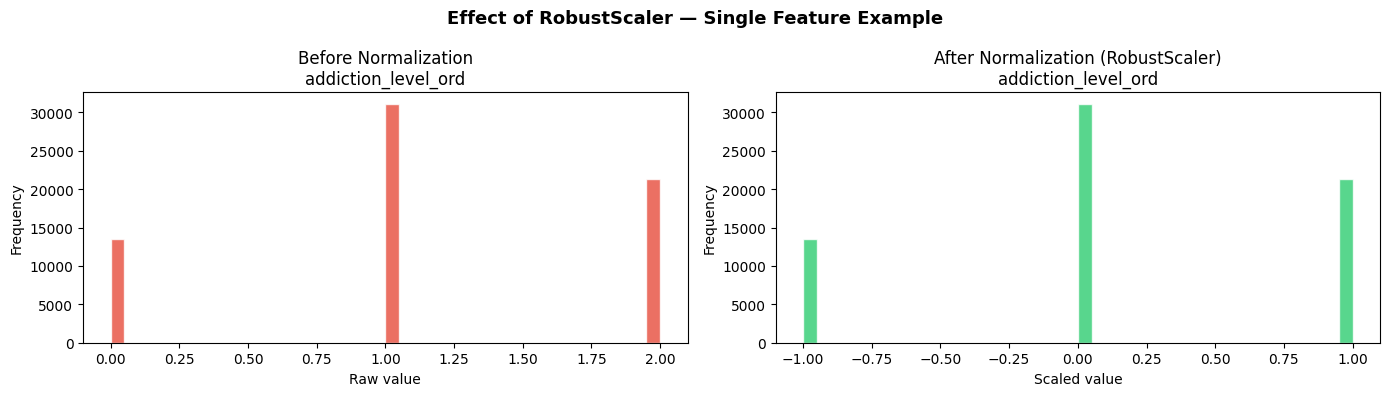 Effect of RobustScaler — Single Feature Example
Before Normalization
addiction_level_ord
Frequency
30000
25000
20000
15000
10000
5000
0
0.00 0.25 0.50 0.75 1.00 1.25 1.50 1.75 2.00
Raw value
After Normalization (RobustScaler)
addiction_level_ord
Frequency
30000
25000
20000
15000
10000
5000
0
−1.00 −0.75 −0.50 −0.25 0.00 0.25 0.50 0.75 1.00
Scaled value